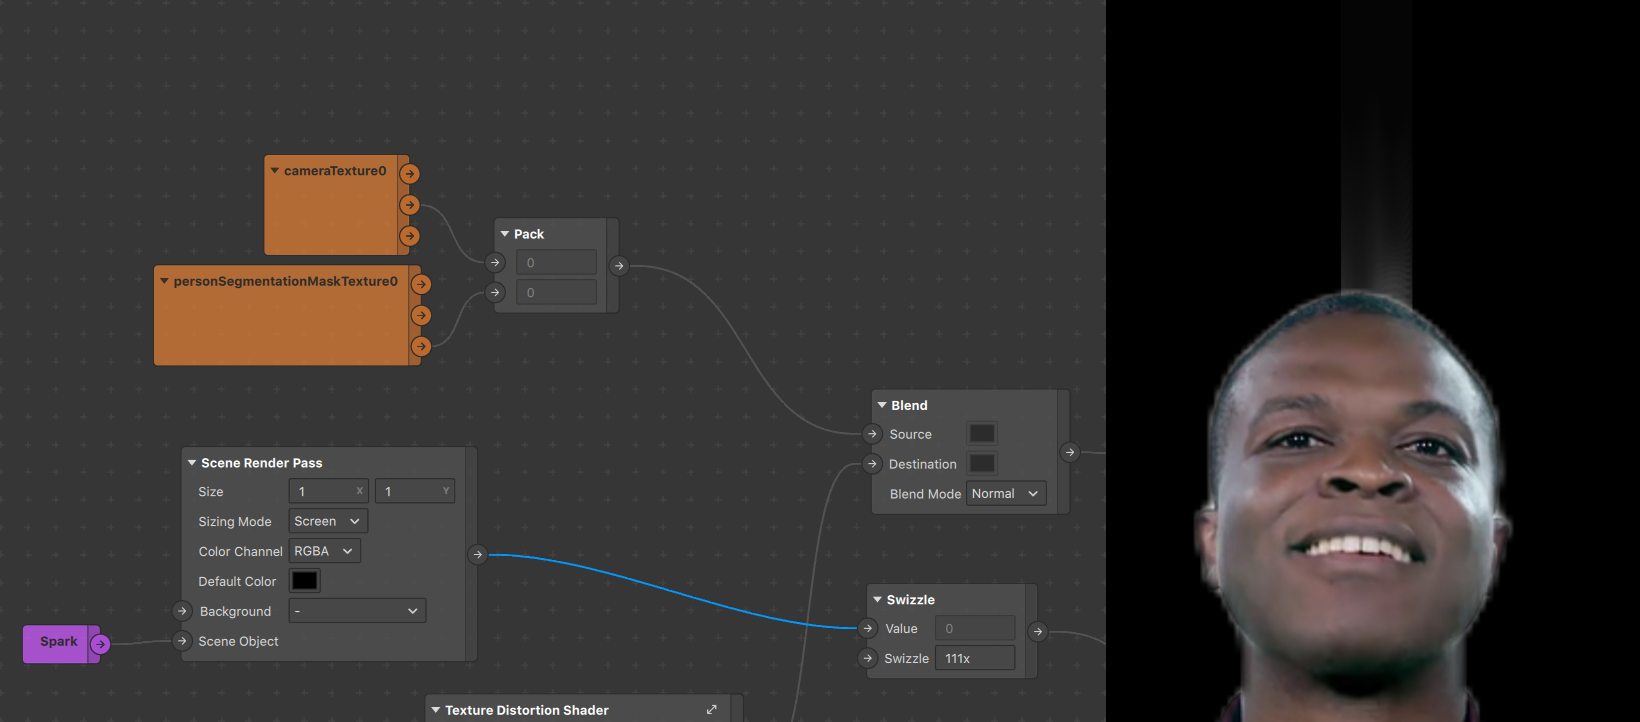 cameraTexture0
Pack
0
personSegmentationMaskTexture0
0
Blend
Source
Destination
Blend Mode Normal
Scene Render Pass
Size 1 X 1 Y
Sizing Mode Screen
Color Channel RGBA
Default Color
Background -
Scene Object
Spark
Swizzle
Value 0
Swizzle 111x
Texture Distortion Shader